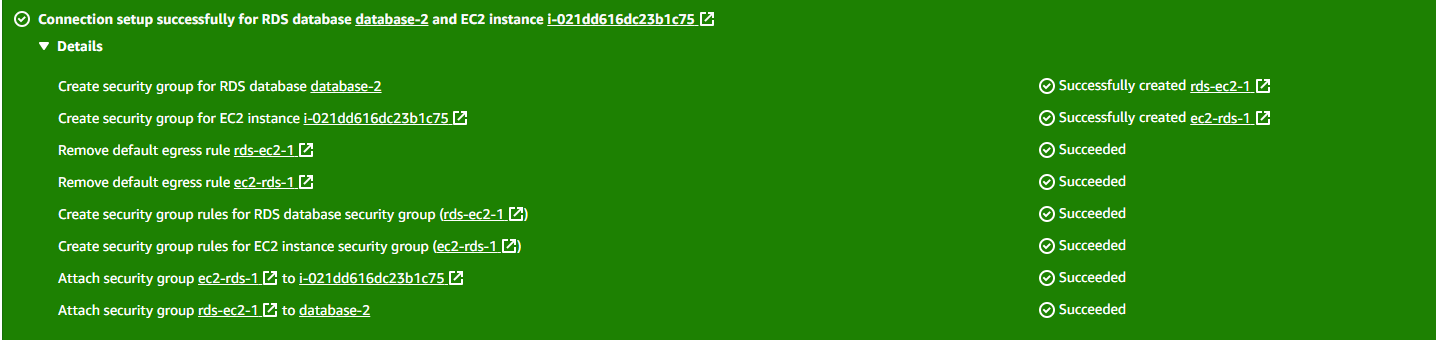 Connection setup successfully for RDS database database-2 and EC2 instance i-021dd616dc23b1c75
Details
Create security group for RDS database database-2 Successfully created rds-ec2-1
Create security group for EC2 instance i-021dd616dc23b1c75 Successfully created ec2-rds-1
Remove default egress rule rds-ec2-1 Succeeded
Remove default egress rule ec2-rds-1 Succeeded
Create security group rules for RDS database security group (rds-ec2-1) Succeeded
Create security group rules for EC2 instance security group (ec2-rds-1) Succeeded
Attach security group ec2-rds-1 to i-021dd616dc23b1c75 Succeeded
Attach security group rds-ec2-1 to database-2 Succeeded